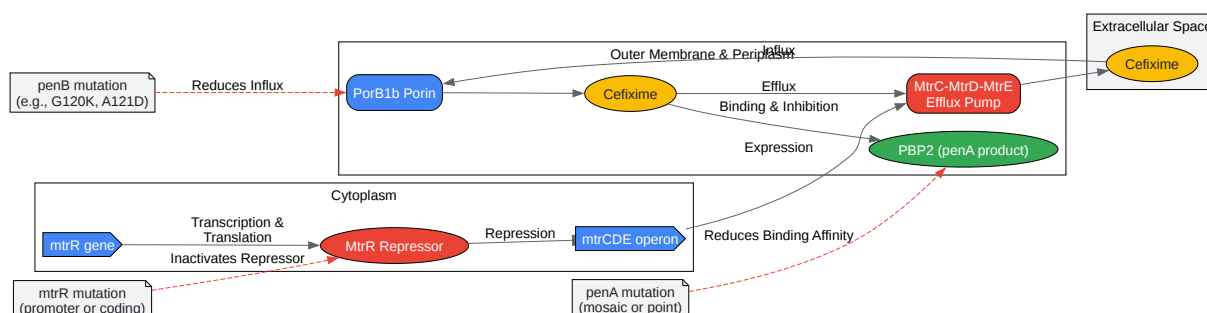 Extracellular Space
Cefixime
Outer Membrane & Periplasm
Influx
penB mutation
(e.g., G120K, A121D)
Reduces Influx
PorB1b Porin
Cefixime
Efflux
MtrC-MtrD-MtrE
Efflux Pump
Binding & Inhibition
Expression
PBP2 (penA product)
Cytoplasm
mtrR gene
Transcription &
Translation
MtrR Repressor
Repression
mtrCDE operon
Reduces Binding Affinity
Inactivates Repressor
mtrR mutation
(promoter or coding)
penA mutation
(mosaic or point)